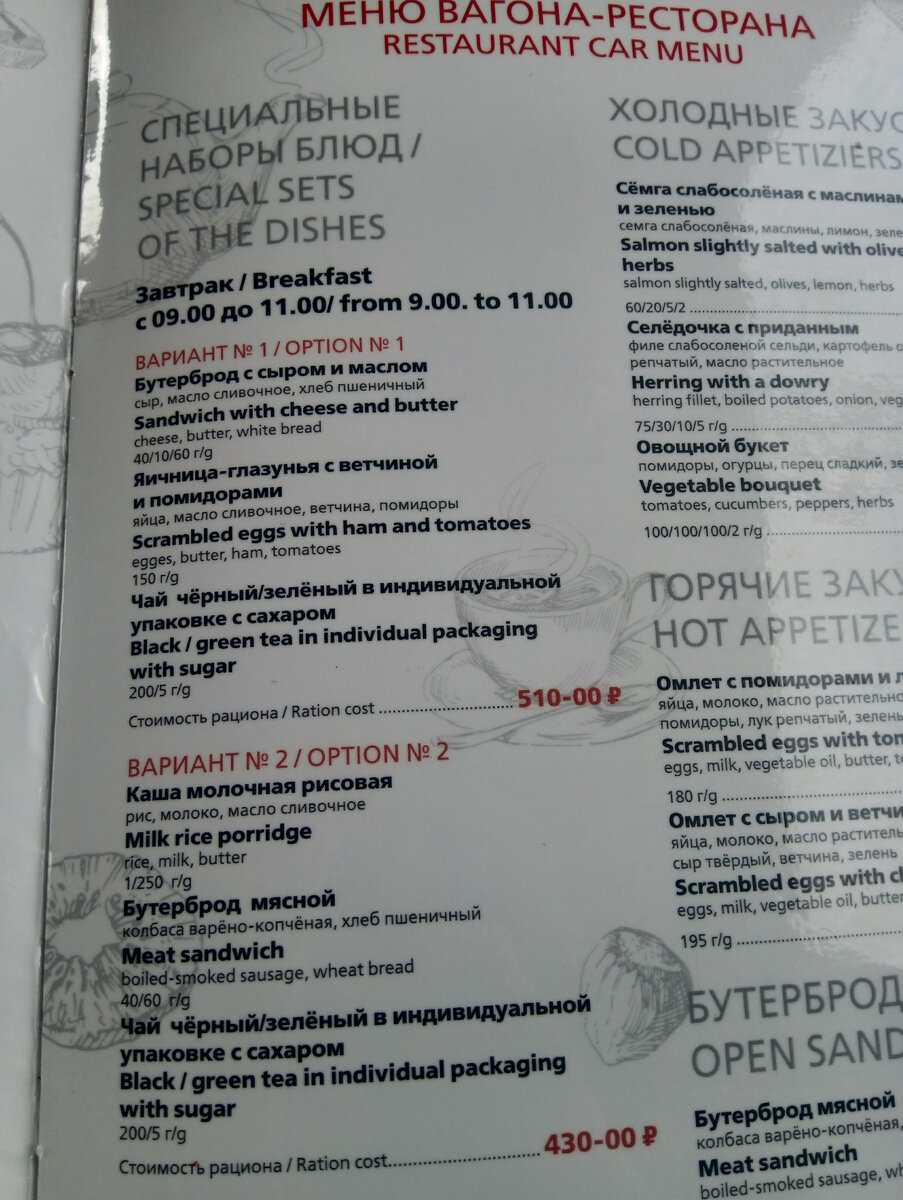 МЕНЮ ВАГОНА-РЕСТОРАНА
RESTAURANT CAR MENU
СПЕЦИАЛЬНЫЕ
НАБОРЫ БЛЮД /
SPECIAL SETS
OF THE DISHES
Завтрак / Breakfast
с 09.00 до 11.00/ from 9.00. to 11.00
ВАРИАНТ № 1 / OPTION № 1
Бутерброд с сыром и маслом
сыр, масло сливочное, хлеб пшеничный
Sandwich with cheese and butter
cheese, butter, white bread
40/10/60 г/g
Яичница-глазунья с ветчиной
и помидорами
яйца, масло сливочное, ветчина, помидоры
Scrambled eggs with ham and tomatoes
egges, butter, ham, tomatoes
150 г/g
Чай чёрный/зелёный в индивидуальной
упаковке с сахаром
Black / green tea in individual packaging
with sugar
200/5 г/g
Стоимость рациона / Ration cost ........................ 510-00 ₽
ВАРИАНТ № 2 / OPTION № 2
Каша молочная рисовая
рис, молоко, масло сливочное
Milk rice porridge
rice, milk, butter
1/250 г/g
Бутерброд мясной
колбаса варёно-копчёная, хлеб пшеничный
Meat sandwich
boiled-smoked sausage, wheat bread
40/60 г/g
Чай чёрный/зелёный в индивидуальной
упаковке с сахаром
Black / green tea in individual packaging
with sugar
200/5 г/g
Стоимость рациона / Ration cost........................... 430-00 ₽
ХОЛОДНЫЕ
COLD APPETIZIERS
Сёмга слабосолёная с
и зеленью
семга слабосолёная, маслины, лимон,
Salmon slightly salted with
herbs
salmon slightly salted, olives, lemon, herbs
60/20/5/2
Селёдочка с приданным
филе слабосоленой сельди, картофель
репчатый, масло растительное
Herring with a dowry
herring fillet, boiled potatoes, onion,
75/30/10/5 г/g
Овощной букет
помидоры, огурцы, перец сладкий,
Vegetable bouquet
tomatoes, cucumbers, peppers, herbs
100/100/100/2 г/g
ГОРЯЧИЕ
HOT
Омлет с помидорами и
яйца, молоко, масло
помидоры, лук репчатый,
Scrambled eggs with
eggs, milk, vegetable oil, butter,
180 г/g
Омлет с сыром и
яйца, молоко, масло
сыр твёрдый, ветчина, зелень
Scrambled eggs with
eggs, milk, vegetable oil,
195 г/g
OPEN
Бутерброд мясной
колбаса варёно-копчёная,
Meat sandwich
boiled-smoked sausage,